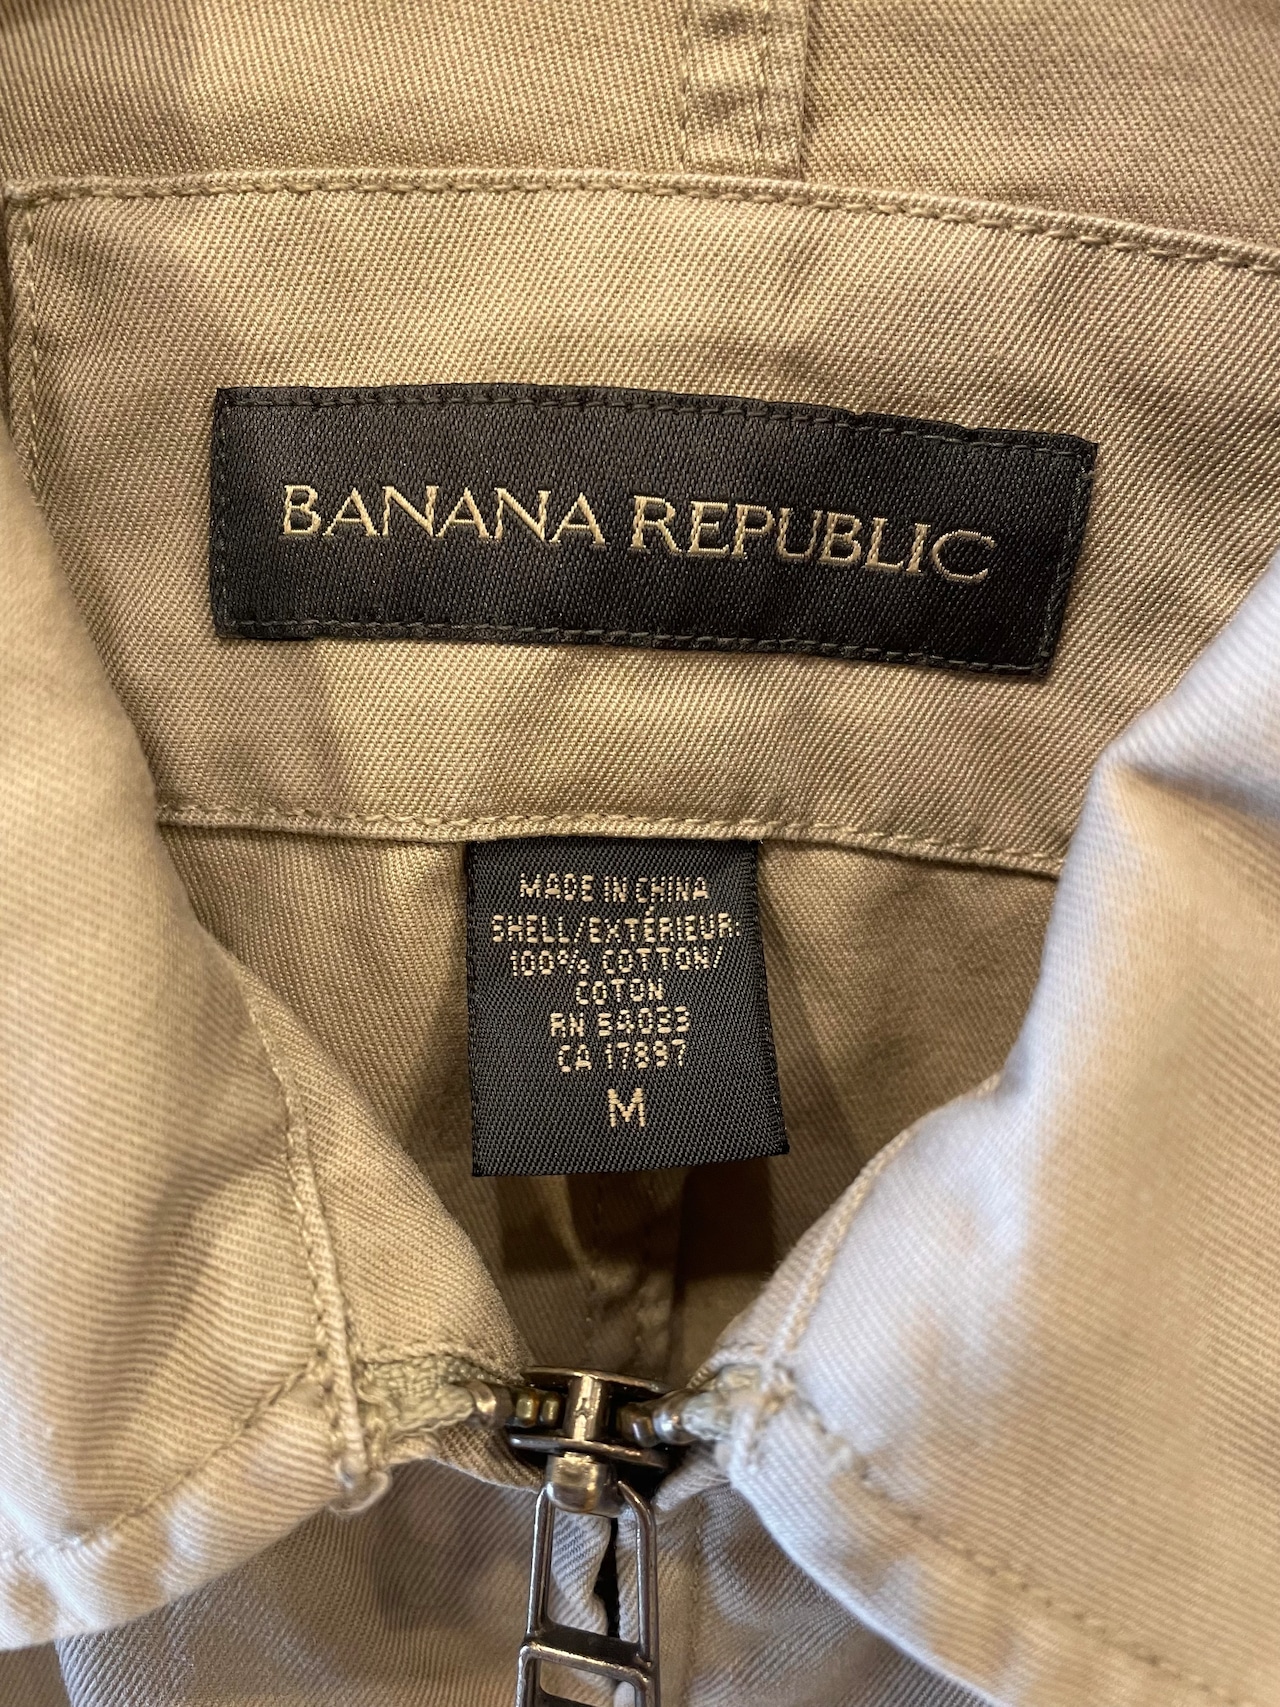 BANANA REPUBLIC
MADE IN CHINA
SHELL/EXTÉRIEUR:
100% COTTON/
COTON
RN 54023
CA 17897
M